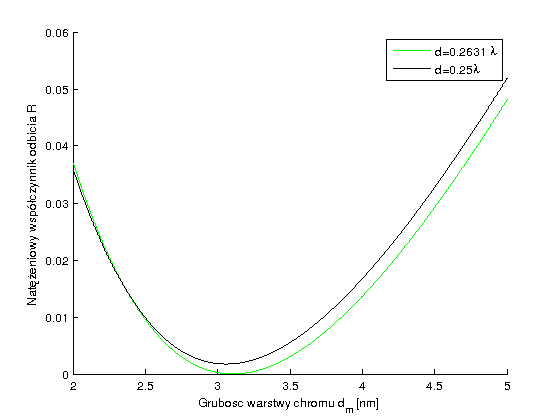 0.06
0.05
0.04
0.03
0.02
0.01
0
Natężeniowy współczynnik odbicia R
d=0.2631 λ
d=0.25λ
2 2.5 3 3.5 4 4.5 5
Grubosc warstwy chromu d_m [nm]